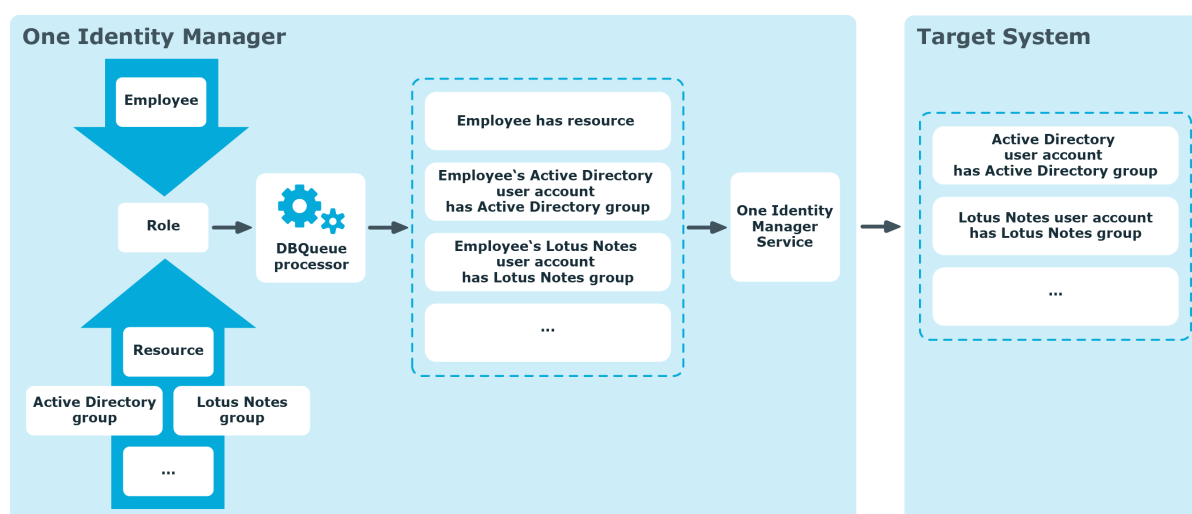 One Identity Manager
Employee
Role
Resource
Active Directory
group
Lotus Notes
group
...
DBQueue
processor
Employee has resource
Employee‘s Active Directory
user account
has Active Directory group
Employee‘s Lotus Notes
user account
has Lotus Notes group
...
One Identity
Manager
Service
Target System
Active Directory
user account
has Active Directory group
Lotus Notes user account
has Lotus Notes group
...